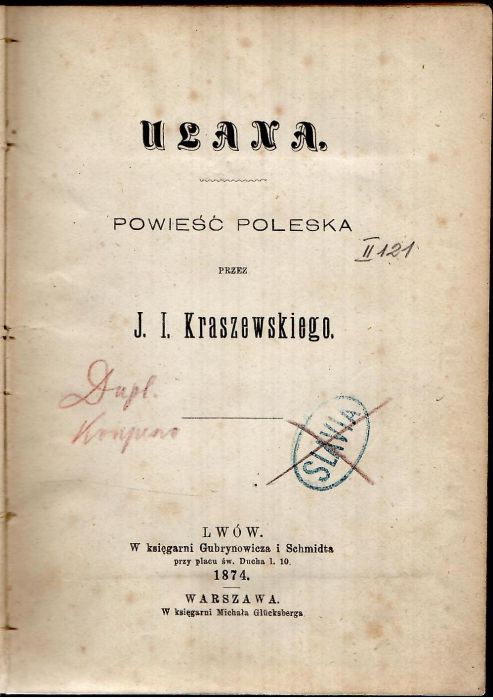 ULANA.
POWIEŚĆ POLESKA
II 121
PRZEZ
J. I. Kraszewskiego.
Dupl.
SLAVIA
LWÓW.
W księgarni Gubrynowicza i Schmidta
przy placu św. Ducha l. 10.
1874.
WARSZAWA.
W księgarni Michała Glücksberga